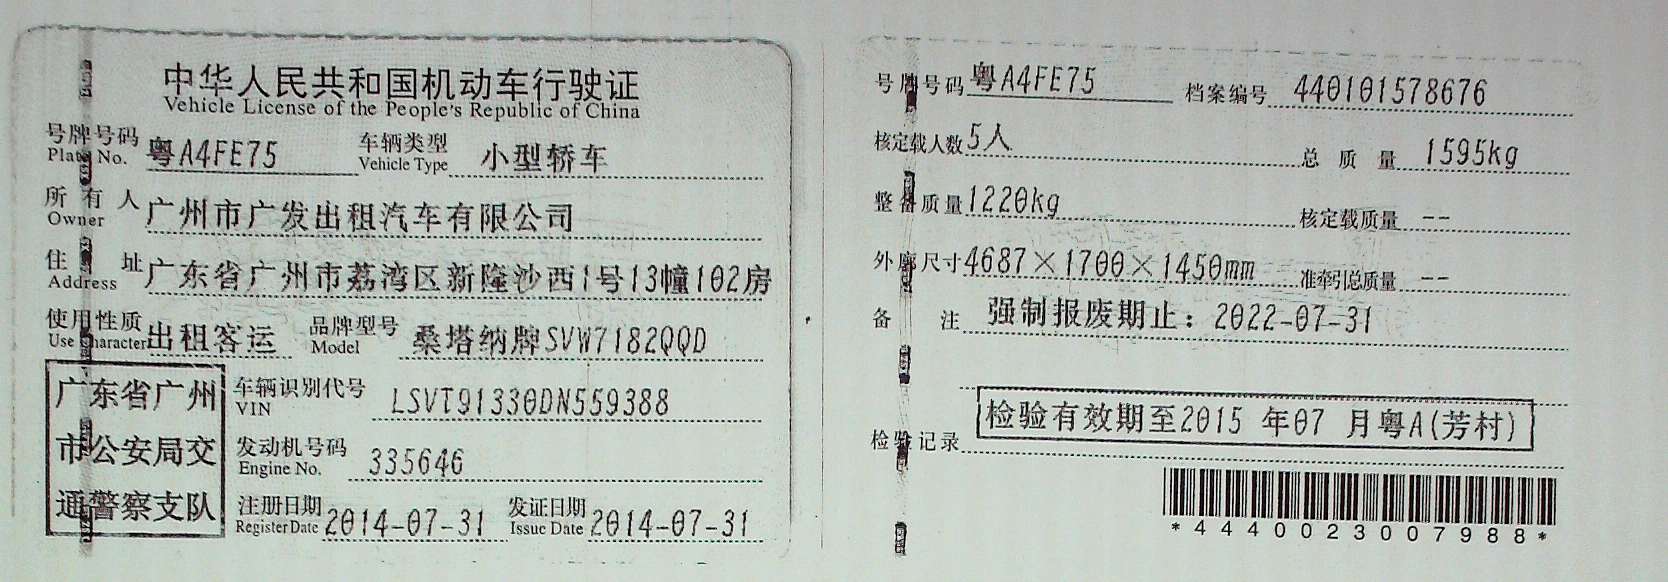 中华人民共和国机动车行驶证
Vehicle License of the People's Republic of China
号牌号码 粤A4FE75 车辆类型 小型轿车
Plate No. Vehicle Type
所有人 广州市广发出租汽车有限公司
Owner
住址 广东省广州市荔湾区新隆沙西1号13幢102房
Address
使用性质 出租客运 品牌型号 桑塔纳牌SVW7182QQD
Use Character Model
广东省广州
市公安局交
通警察支队
车辆识别代号 LSVT91330DN559388
VIN
发动机号码 335646
Engine No.
注册日期 2014-07-31 发证日期 2014-07-31
Register Date Issue Date
号牌号码 粤A4FE75 档案编号 440101578676
核定载人数 5人 总质量 1595kg
整备质量 1220kg 核定载质量 --
外廓尺寸 4687×1700×1450mm 准牵引总质量 --
备注 强制报废期止：2022-07-31
检验记录 检验有效期至2015 年07 月粤A(芳村)
*4440023007988*